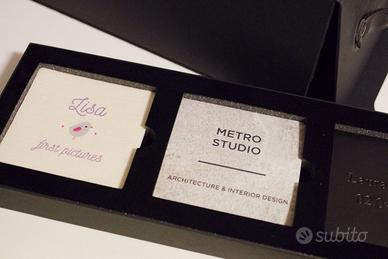 Lisa
first pictures
METRO
STUDIO
ARCHITECTURE & INTERIOR DESIGN
subito